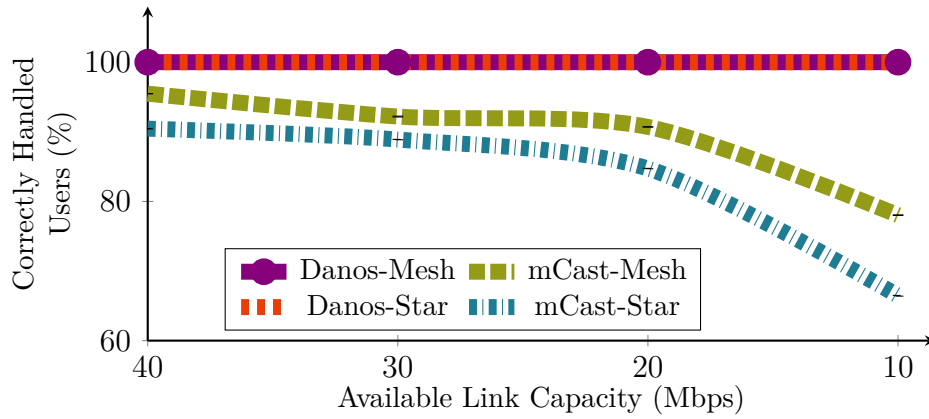 Correctly Handled
Users (%)
100
80
60
Danos-Mesh mCast-Mesh
Danos-Star mCast-Star
40 30 20 10
Available Link Capacity (Mbps)